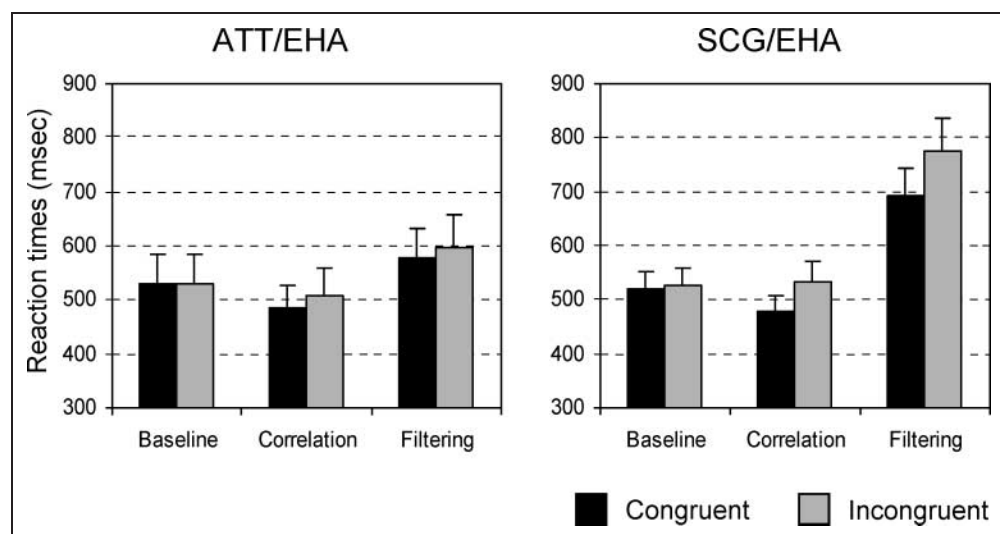 ATT/EHA
SCG/EHA
Reaction times (msec)
900
800
700
600
500
400
300
Baseline Correlation Filtering
900
800
700
600
500
400
300
Baseline Correlation Filtering
Congruent Incongruent